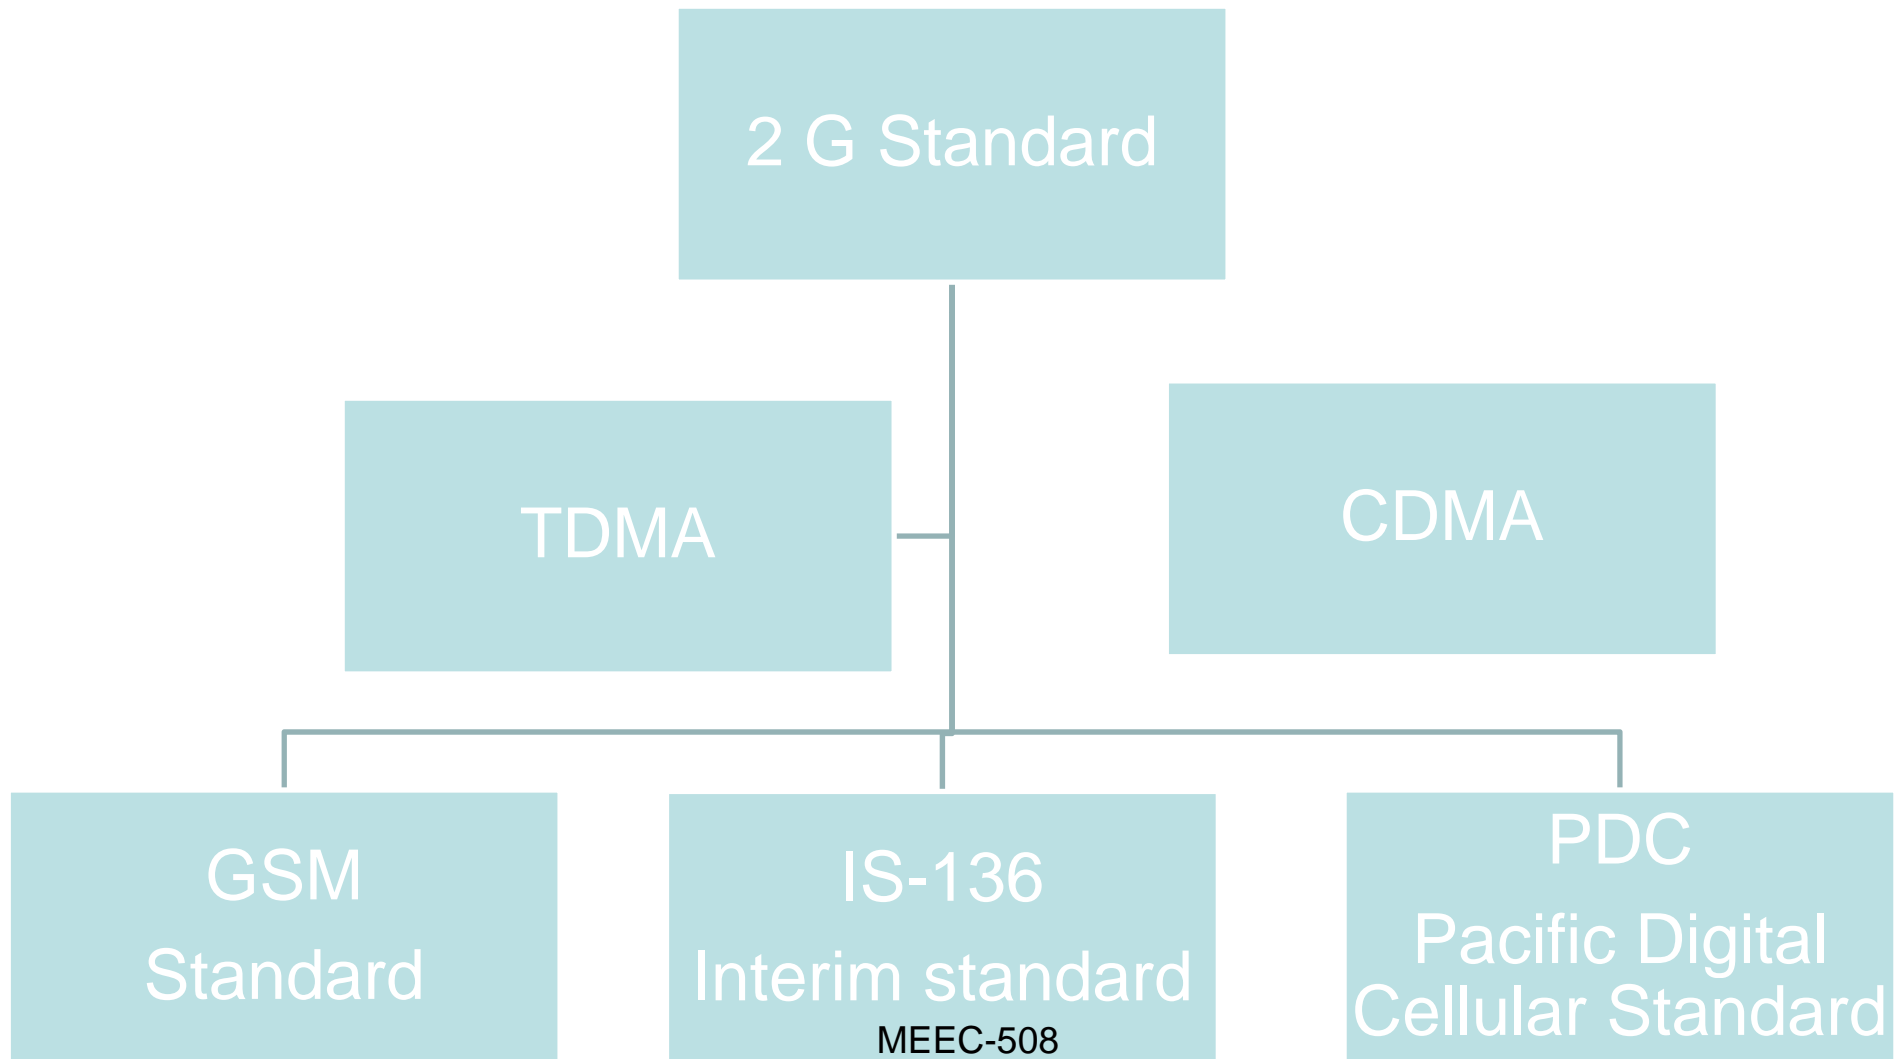 2 G Standard
TDMA
CDMA
GSM
Standard
IS-136
Interim standard
PDC
Pacific Digital
Cellular Standard
MEEC-508